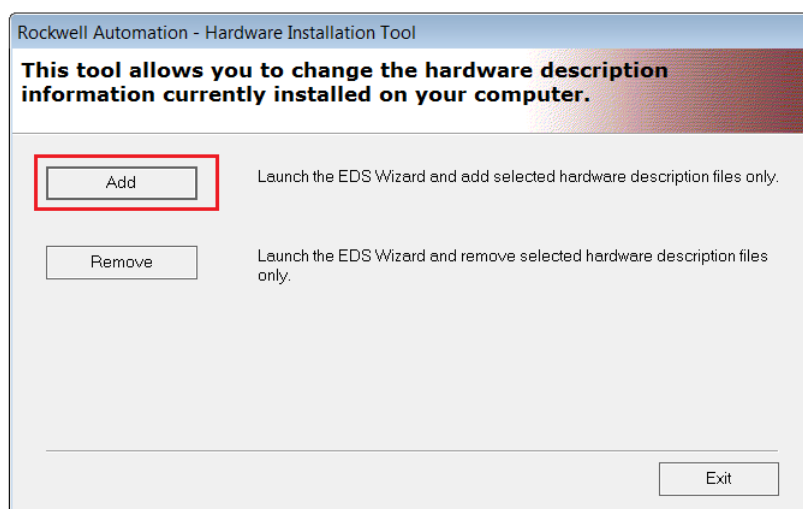 Rockwell Automation - Hardware Installation Tool
This tool allows you to change the hardware description
information currently installed on your computer.
Add
Launch the EDS Wizard and add selected hardware description files only.
Remove
Launch the EDS Wizard and remove selected hardware description files
only.
Exit